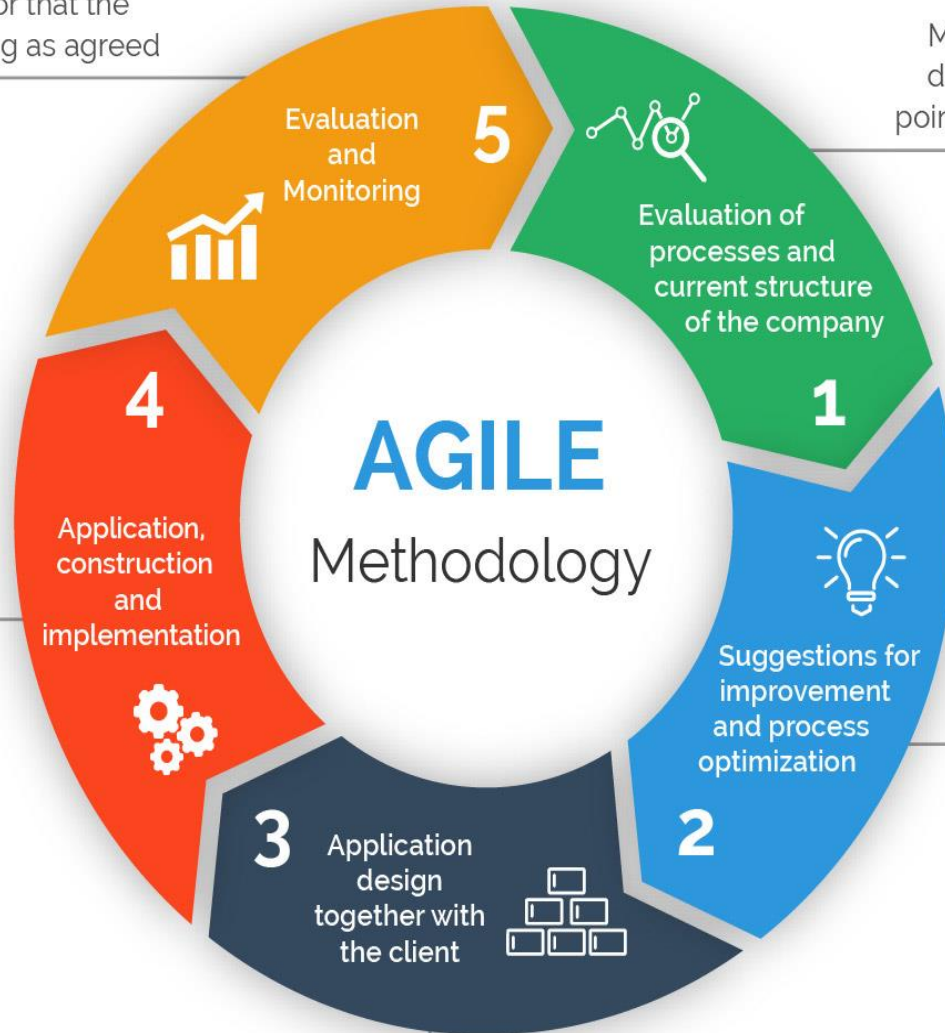 or that the
g as agreed
M
d
poin
Evaluation of
processes and
current structure
of the company
1
Suggestions for
improvement
and process
optimization
2
3
Application
design
together with
the client
4
Application,
construction
and
implementation
Evaluation
and
Monitoring
5
AGILE
Methodology